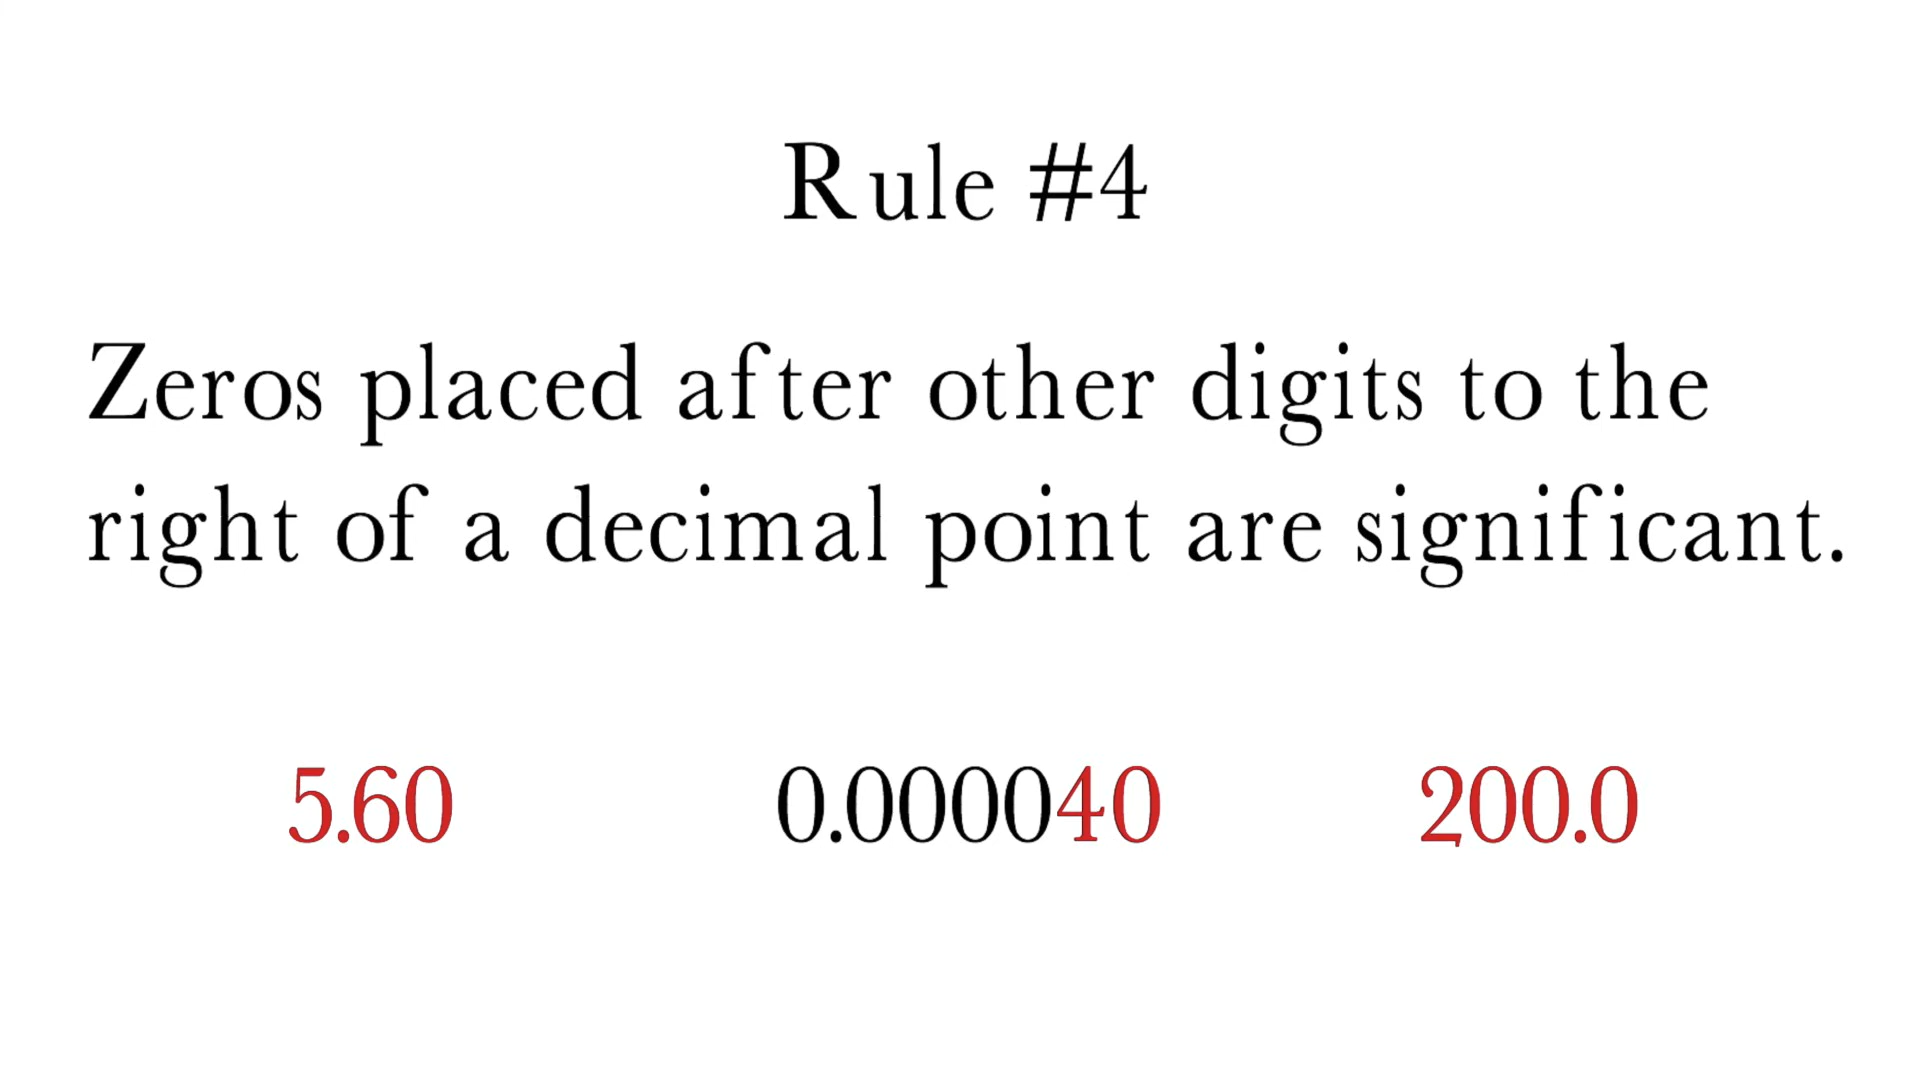 Rule #4
Zeros placed after other digits to the
right of a decimal point are significant.
5.60 0.000040 200.0